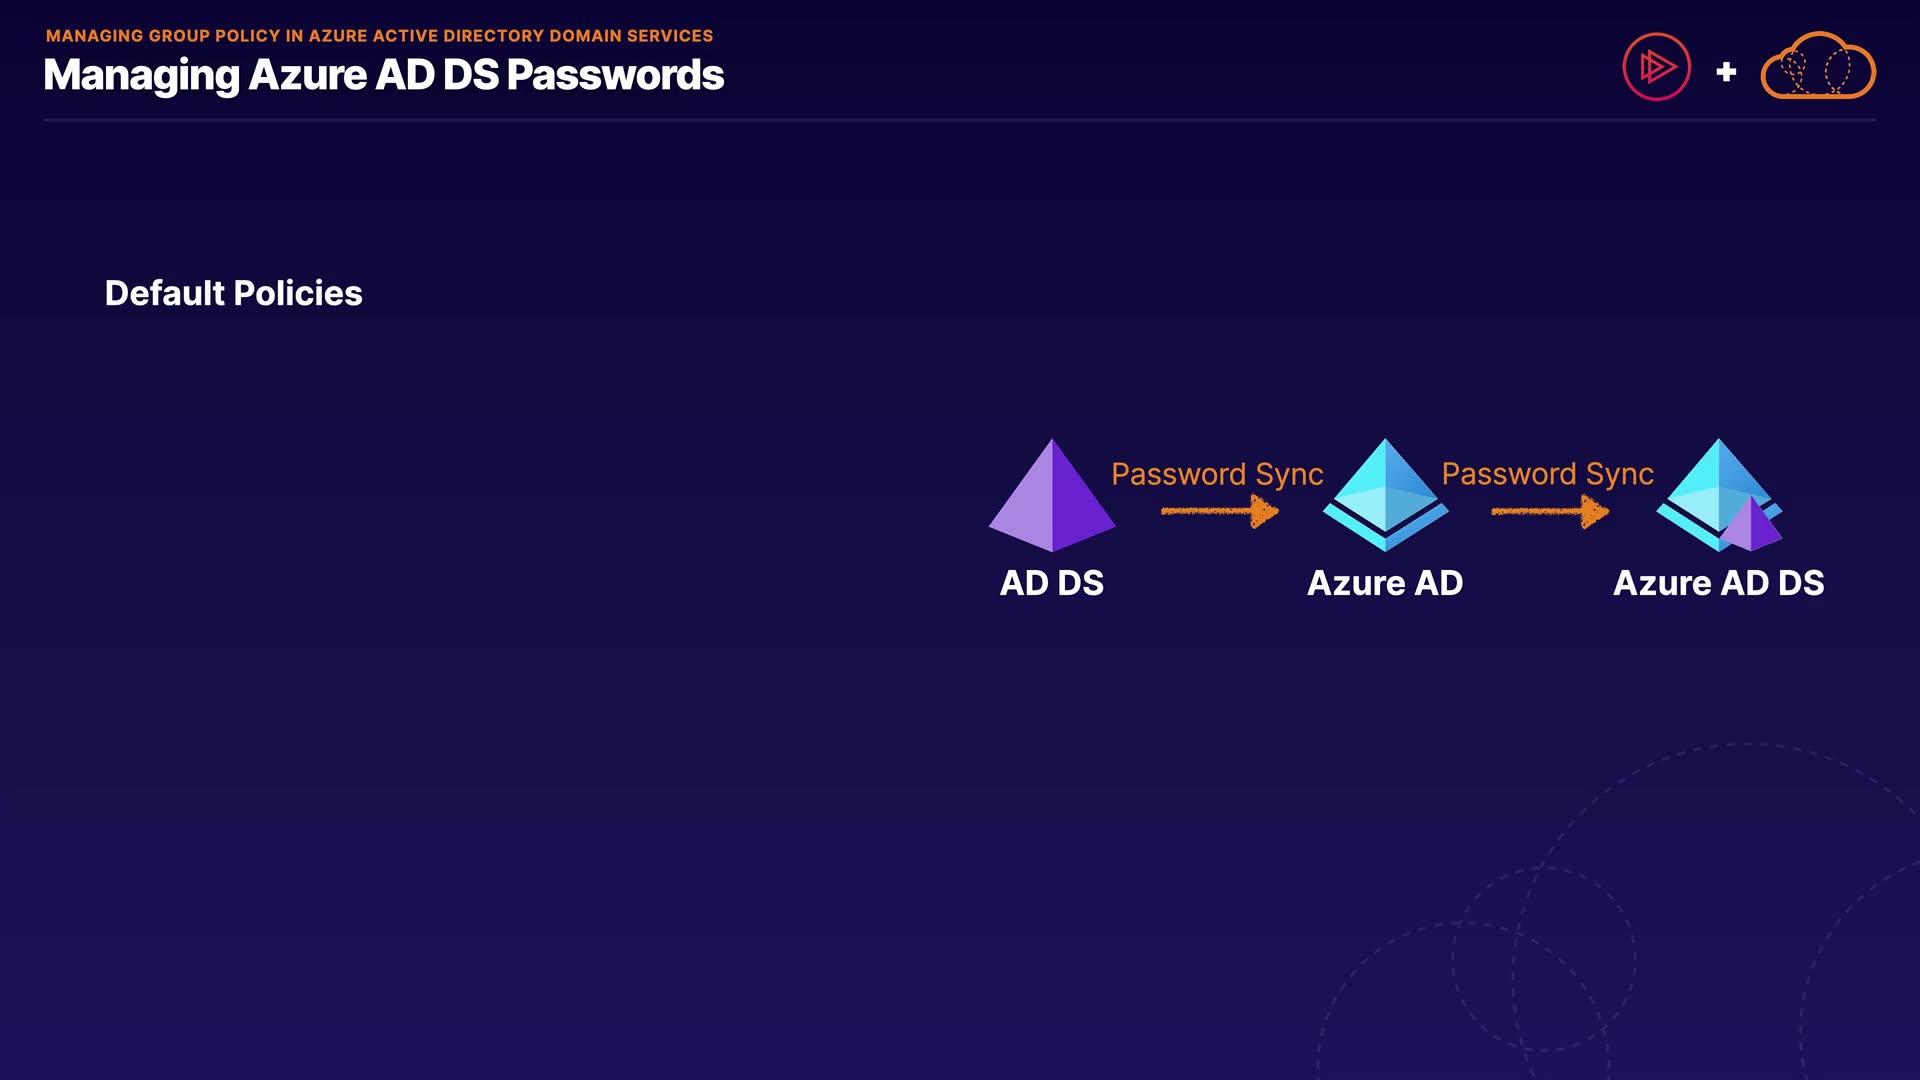 MANAGING GROUP POLICY IN AZURE ACTIVE DIRECTORY DOMAIN SERVICES
Managing Azure AD DS Passwords
Default Policies
Password Sync
Password Sync
AD DS
Azure AD
Azure AD DS